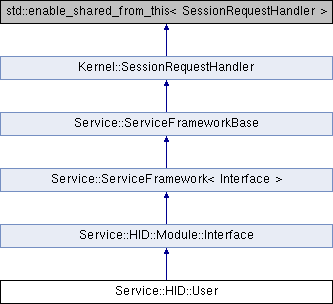 std::enable_shared_from_this< SessionRequestHandler >
Kernel::SessionRequestHandler
Service::ServiceFrameworkBase
Service::ServiceFramework< Interface >
Service::HID::Module::Interface
Service::HID::User